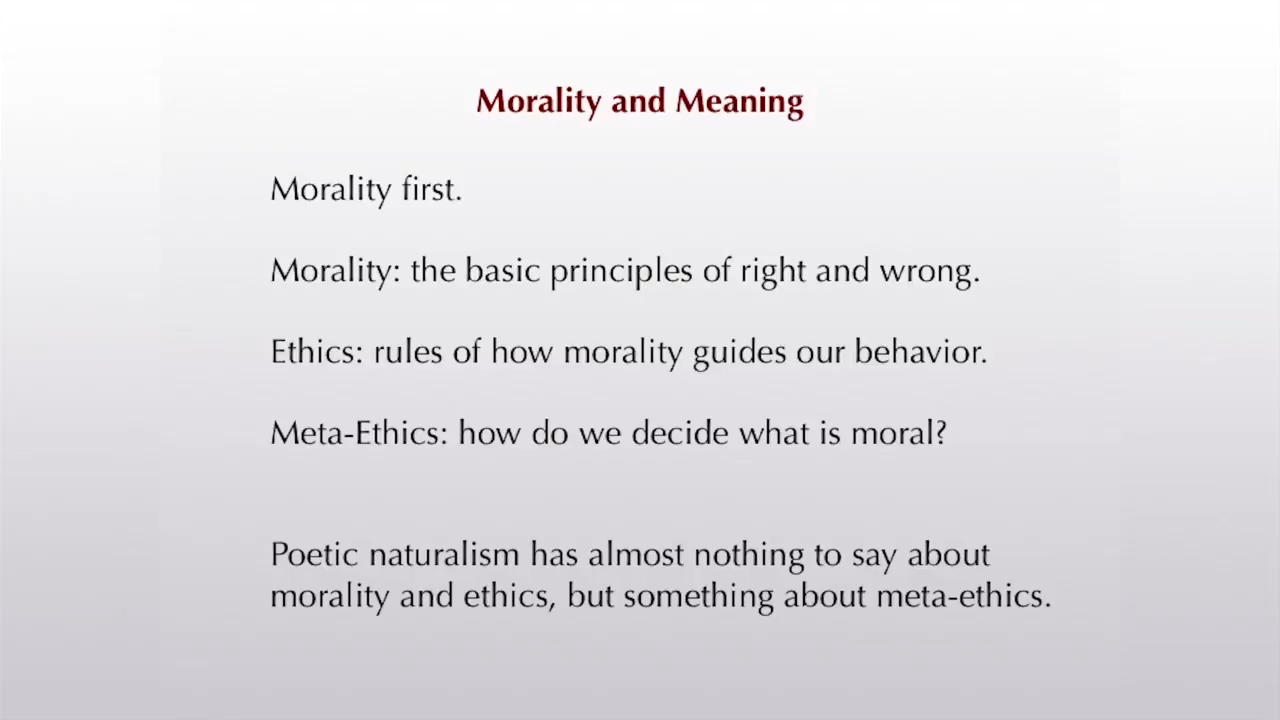 Morality and Meaning
Morality first.
Morality: the basic principles of right and wrong.
Ethics: rules of how morality guides our behavior.
Meta-Ethics: how do we decide what is moral?
Poetic naturalism has almost nothing to say about
morality and ethics, but something about meta-ethics.